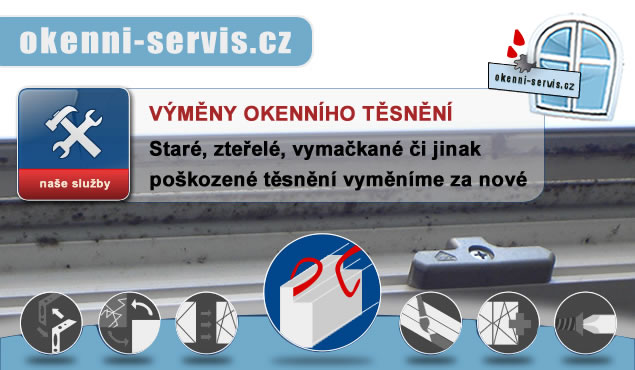 okenni-servis.cz
okenni-servis.cz
VÝMĚNY OKENNÍHO TĚSNĚNÍ
Staré, zteřelé, vymačkané či jinak
poškozené těsnění vyměníme za nové
naše služby